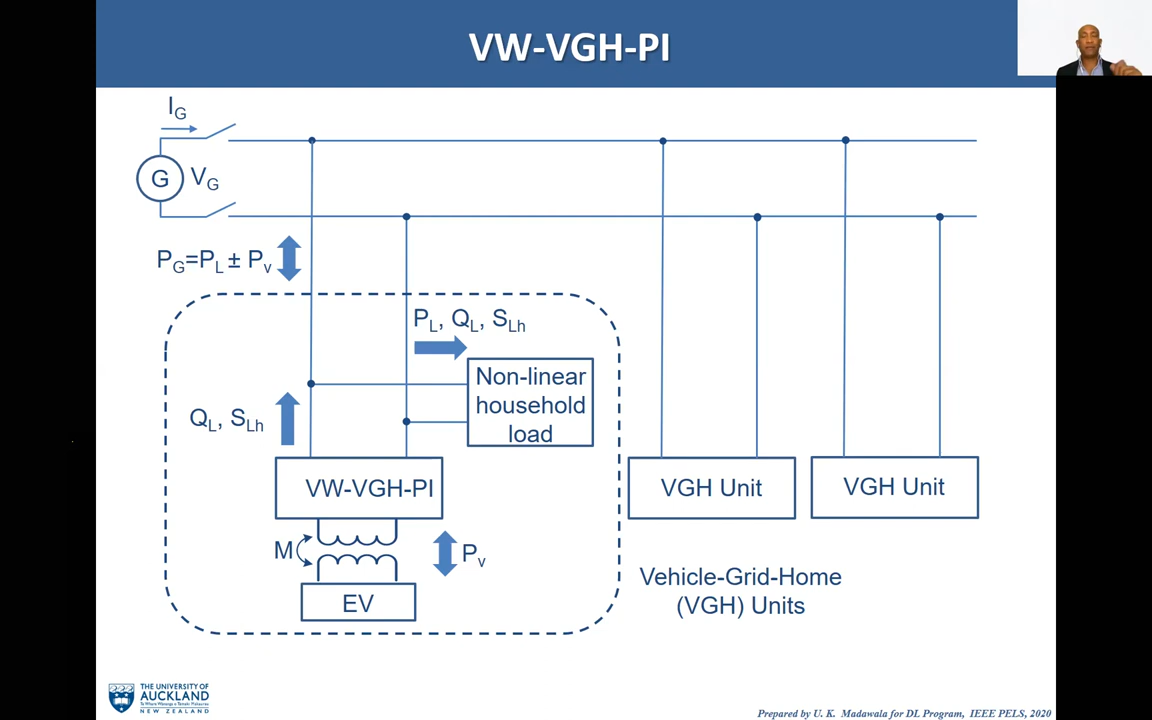 VW-VGH-PI
I_G
G
V_G
P_G=P_L ± P_v
P_L, Q_L, S_Lh
Non-linear
household
load
Q_L, S_Lh
VW-VGH-PI
VGH Unit
VGH Unit
M
P_v
EV
Vehicle-Grid-Home
(VGH) Units
THE UNIVERSITY OF
AUCKLAND
NEW ZEALAND
Prepared by U. K. Madawala for DL Program, IEEE PELS, 2020